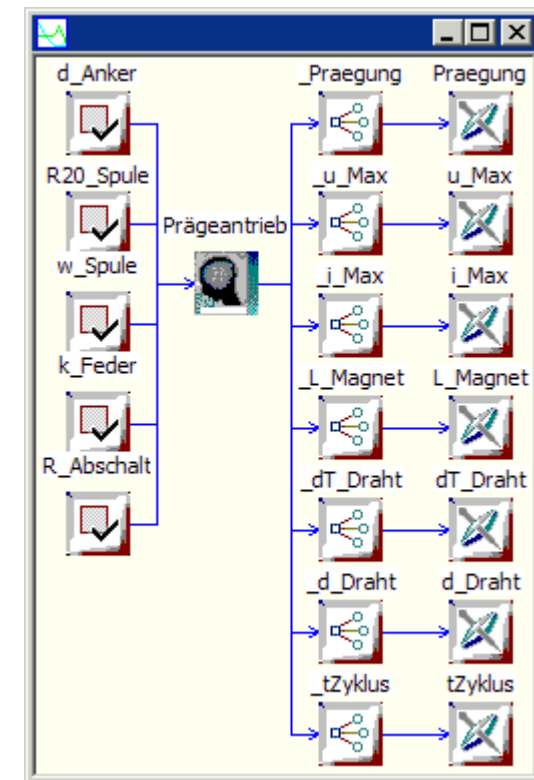 d_Anker
_Praegung
Praegung
R20_Spule
_u_Max
u_Max
Prägeantrieb
w_Spule
_i_Max
i_Max
k_Feder
_L_Magnet
L_Magnet
R_Abschalt
_dT_Draht
dT_Draht
_d_Draht
d_Draht
_tZyklus
tZyklus